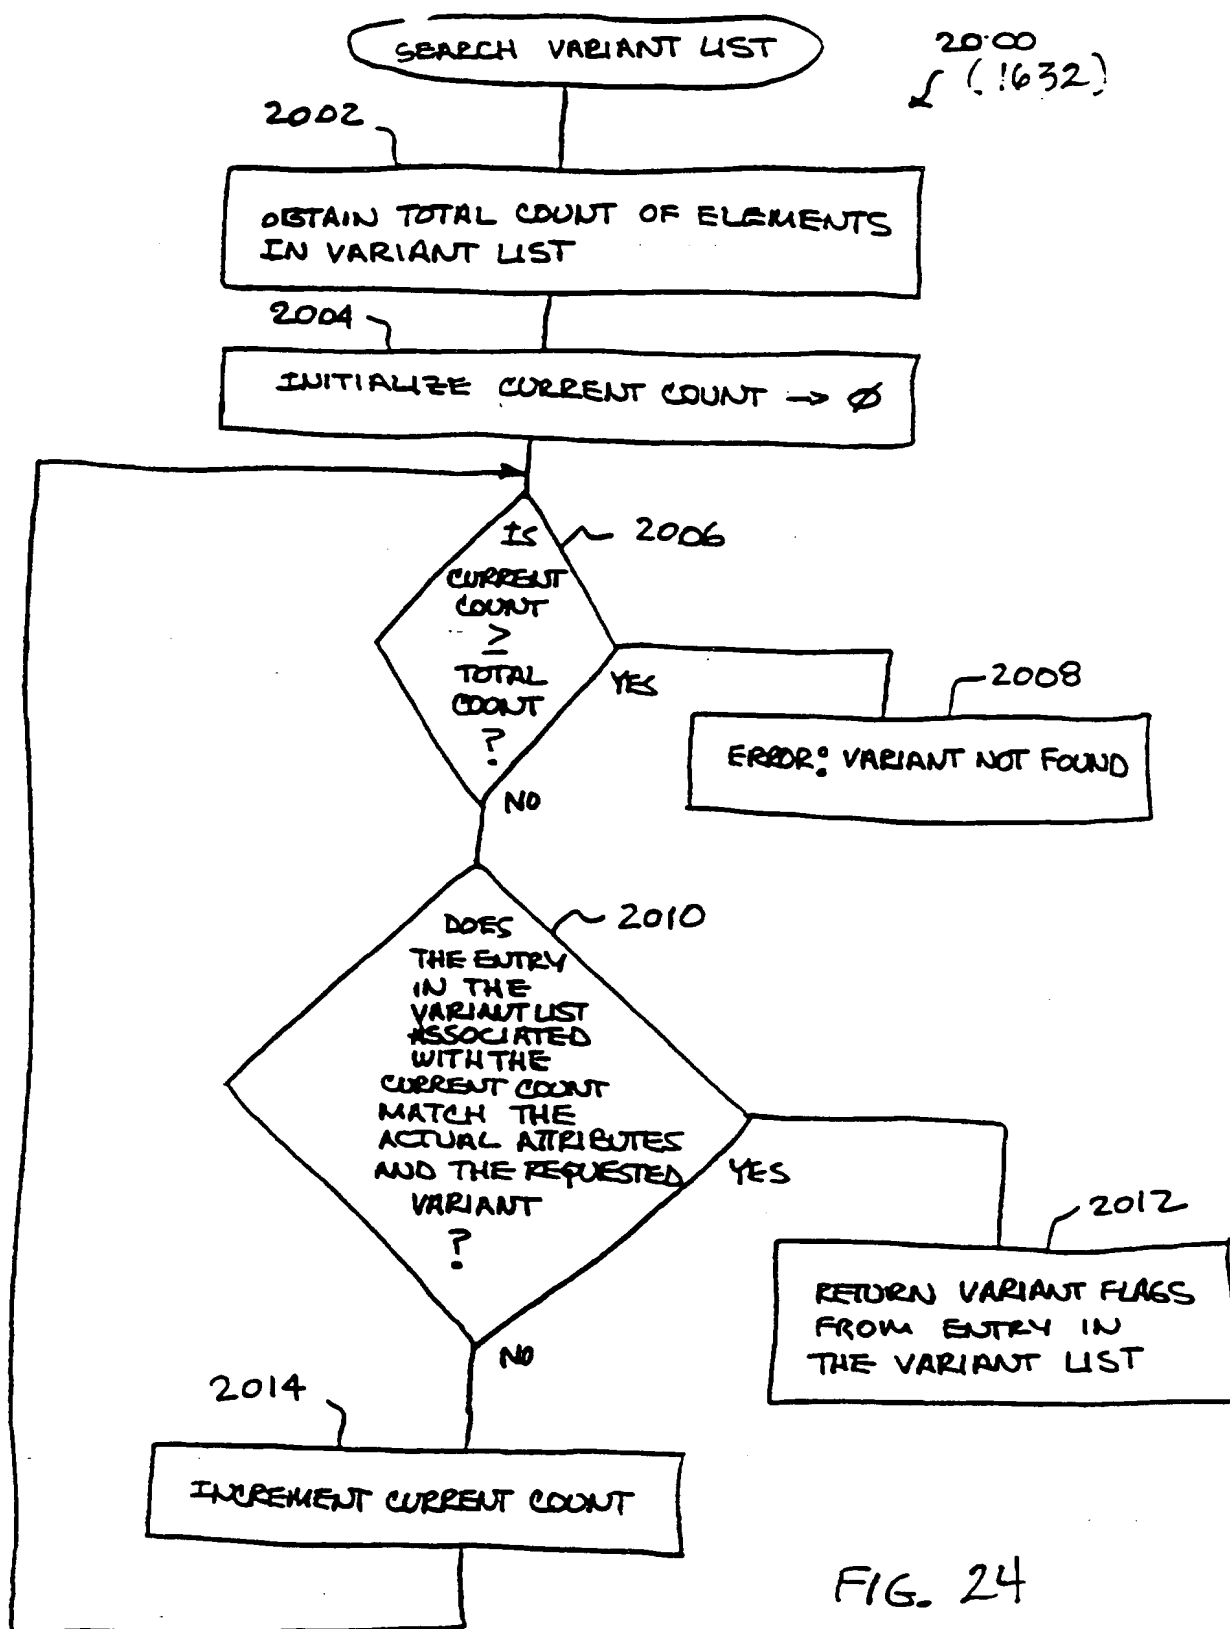 SEARCH VARIANT LIST
2000
(1632)
2002
OBTAIN TOTAL COUNT OF ELEMENTS
IN VARIANT LIST
2004
INITIALIZE CURRENT COUNT → Ø
IS
CURRENT
COUNT
≥
TOTAL
COUNT
?
2006
YES
NO
2008
ERROR: VARIANT NOT FOUND
DOES
THE ENTRY
IN THE
VARIANT LIST
ASSOCIATED
WITH THE
CURRENT COUNT
MATCH THE
ACTUAL ATTRIBUTES
AND THE REQUESTED
VARIANT
?
2010
YES
NO
2012
RETURN VARIANT FLAGS
FROM ENTRY IN
THE VARIANT LIST
2014
INCREMENT CURRENT COUNT
FIG. 24